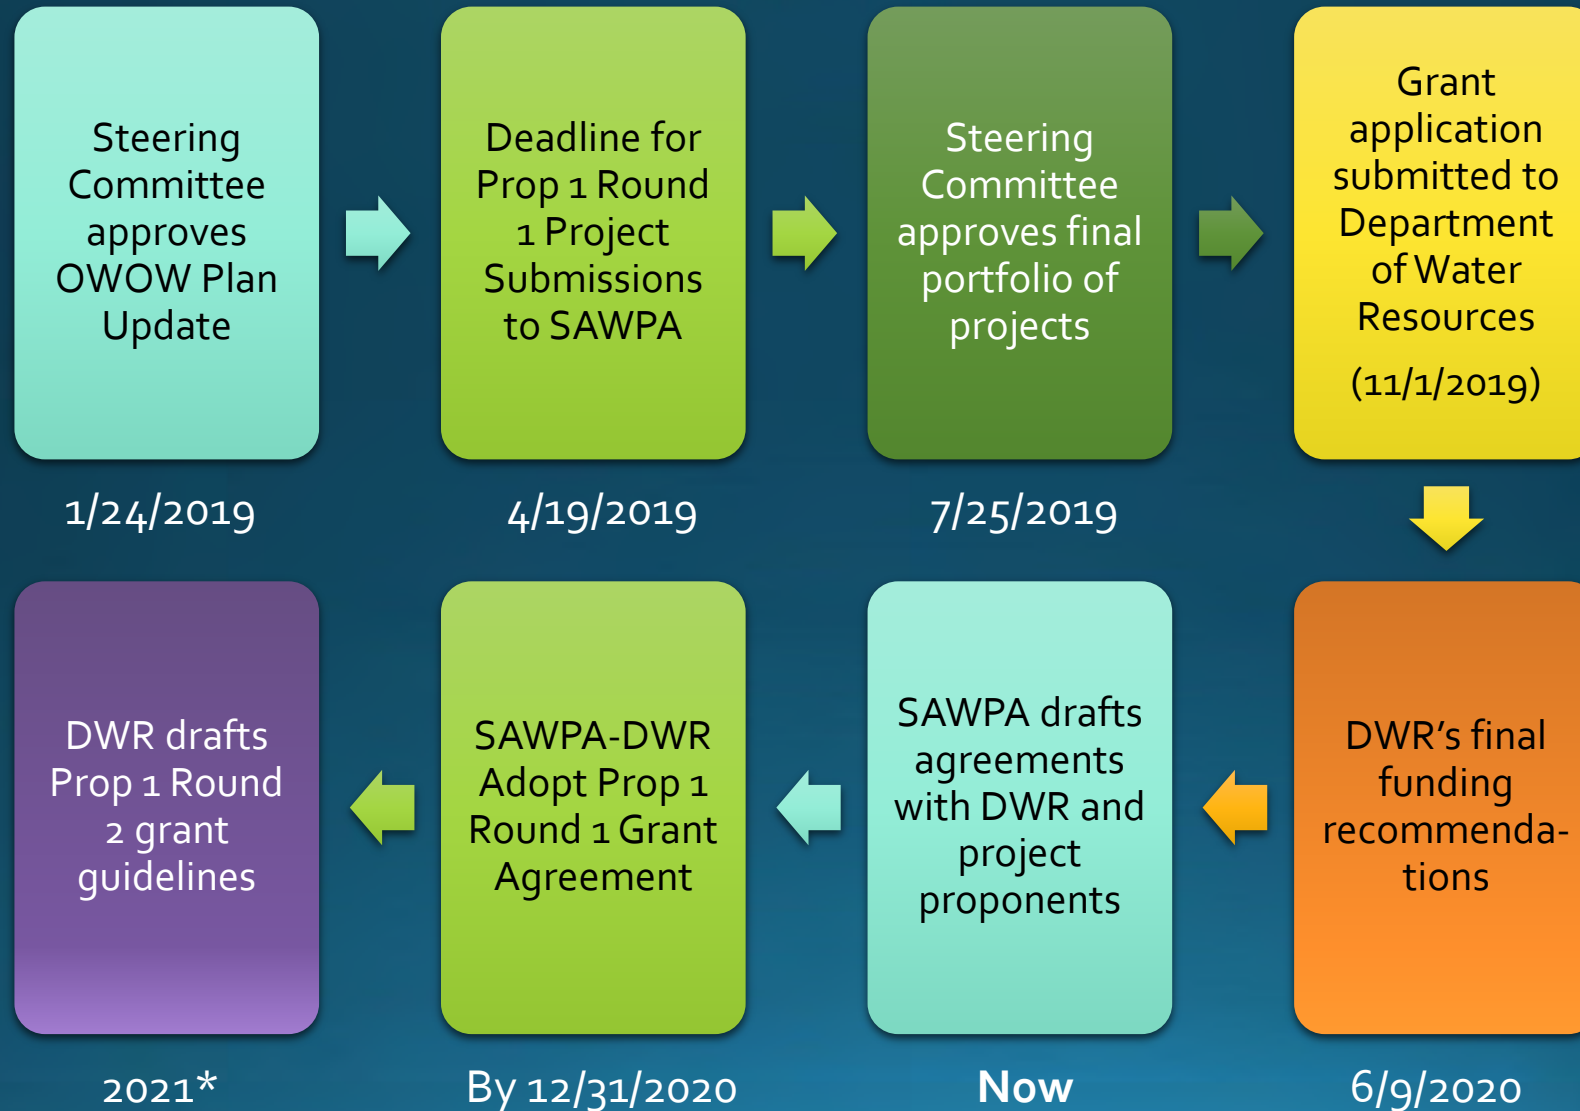 Steering
Committee
approves
OWOW Plan
Update
1/24/2019
Deadline for
Prop 1 Round
1 Project
Submissions
to SAWPA
4/19/2019
Steering
Committee
approves final
portfolio of
projects
7/25/2019
Grant
application
submitted to
Department
of Water
Resources
(11/1/2019)
DWR's final
funding
recommenda-
tions
6/9/2020
SAWPA drafts
agreements
with DWR and
project
proponents
Now
SAWPA-DWR
Adopt Prop 1
Round 1 Grant
Agreement
By 12/31/2020
DWR drafts
Prop 1 Round
2 grant
guidelines
2021*